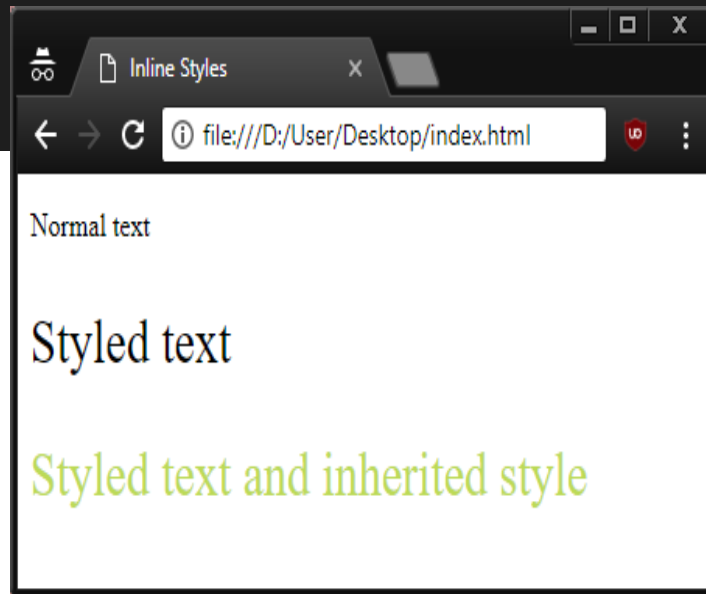 Inline Styles
file:///D:/User/Desktop/index.html
Normal text
Styled text
Styled text and inherited style